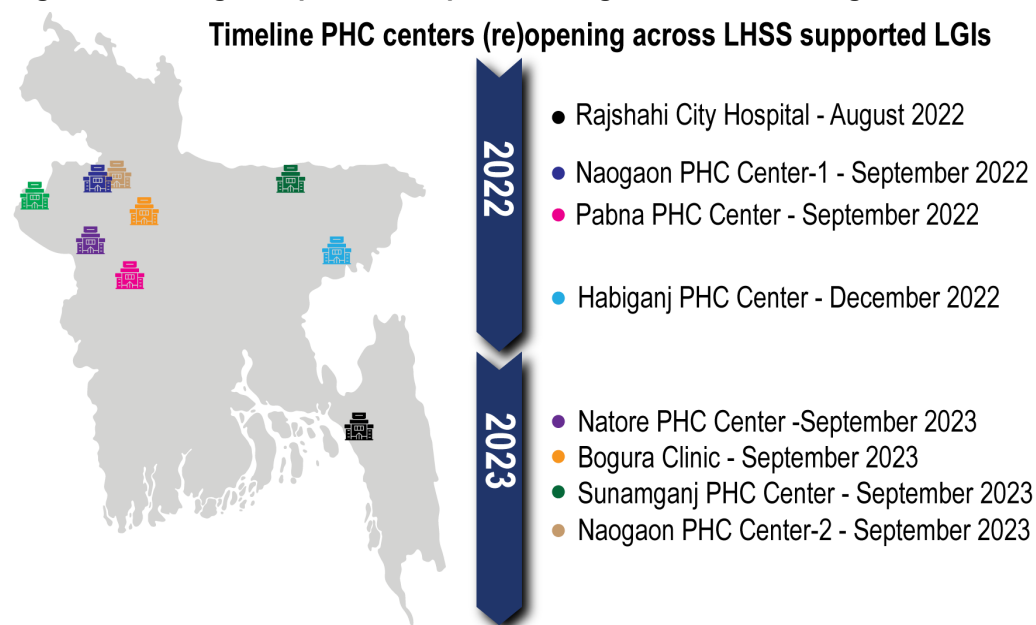 Timeline PHC centers (re)opening across LHSS supported LGIs
2022
Rajshahi City Hospital - August 2022
Naogaon PHC Center-1 - September 2022
Pabna PHC Center - September 2022
Habiganj PHC Center - December 2022
2023
Natore PHC Center -September 2023
Bogura Clinic - September 2023
Sunamganj PHC Center - September 2023
Naogaon PHC Center-2 - September 2023